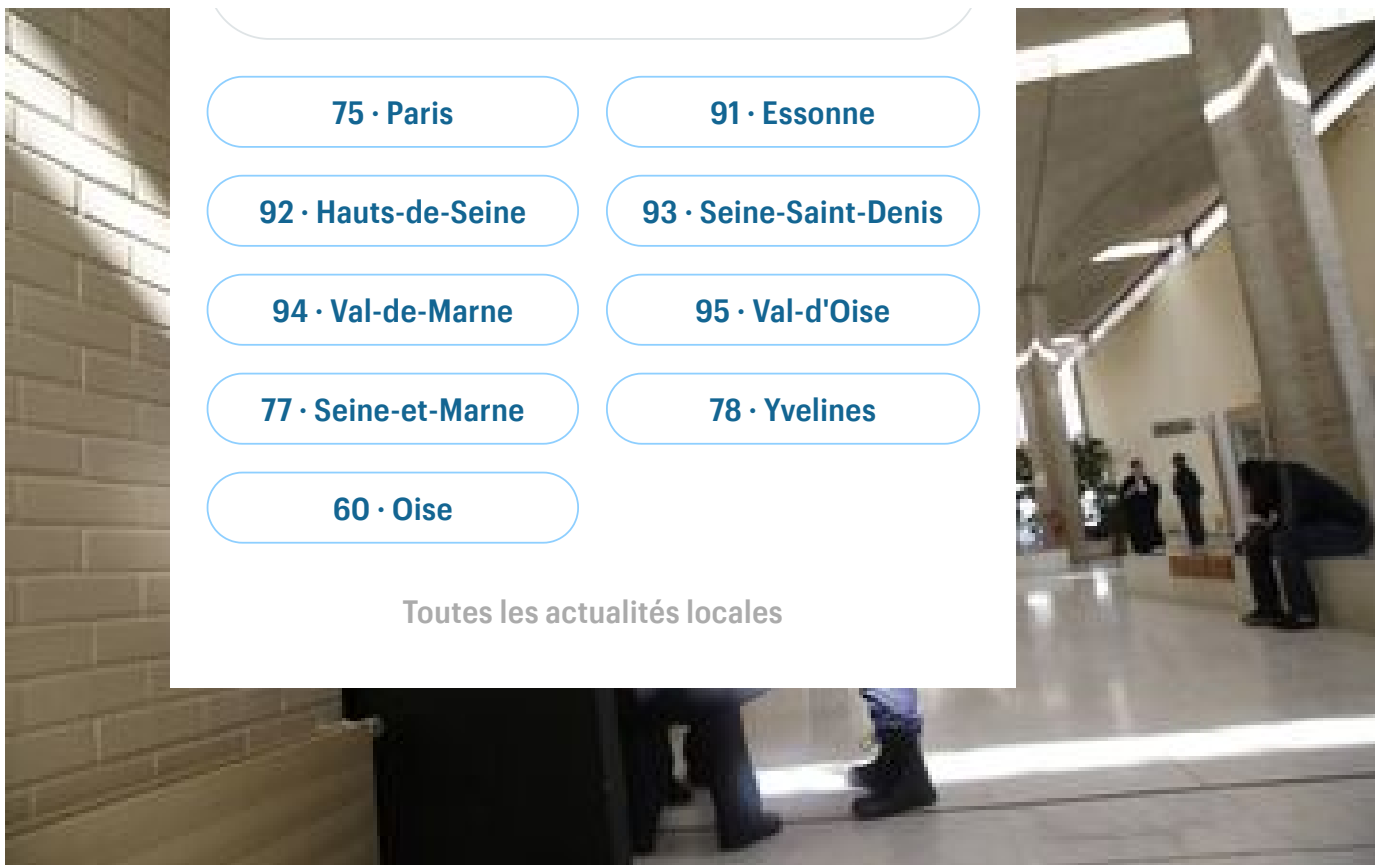 75 · Paris
91 · Essonne
92 · Hauts-de-Seine
93 · Seine-Saint-Denis
94 · Val-de-Marne
95 · Val-d'Oise
77 · Seine-et-Marne
78 · Yvelines
60 · Oise
Toutes les actualités locales